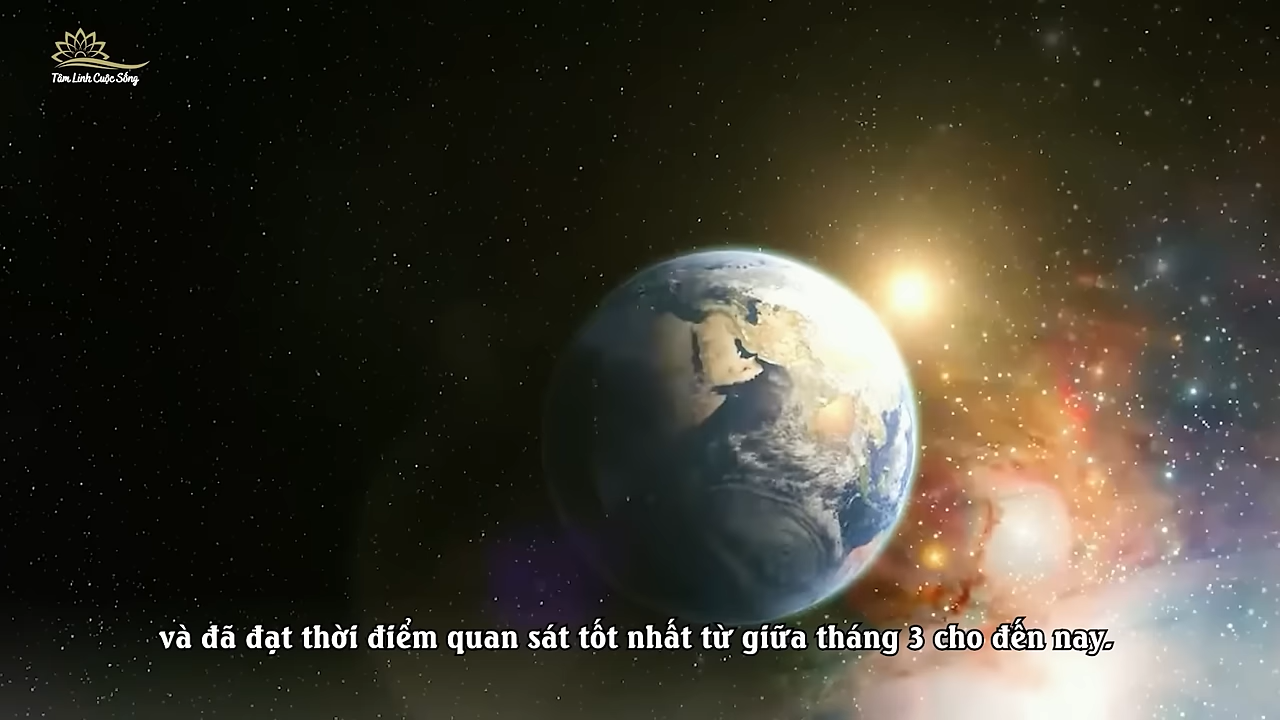 Tâm Linh Cuộc Sống
và đã đạt thời điểm quan sát tốt nhất từ giữa tháng 3 cho đến nay.